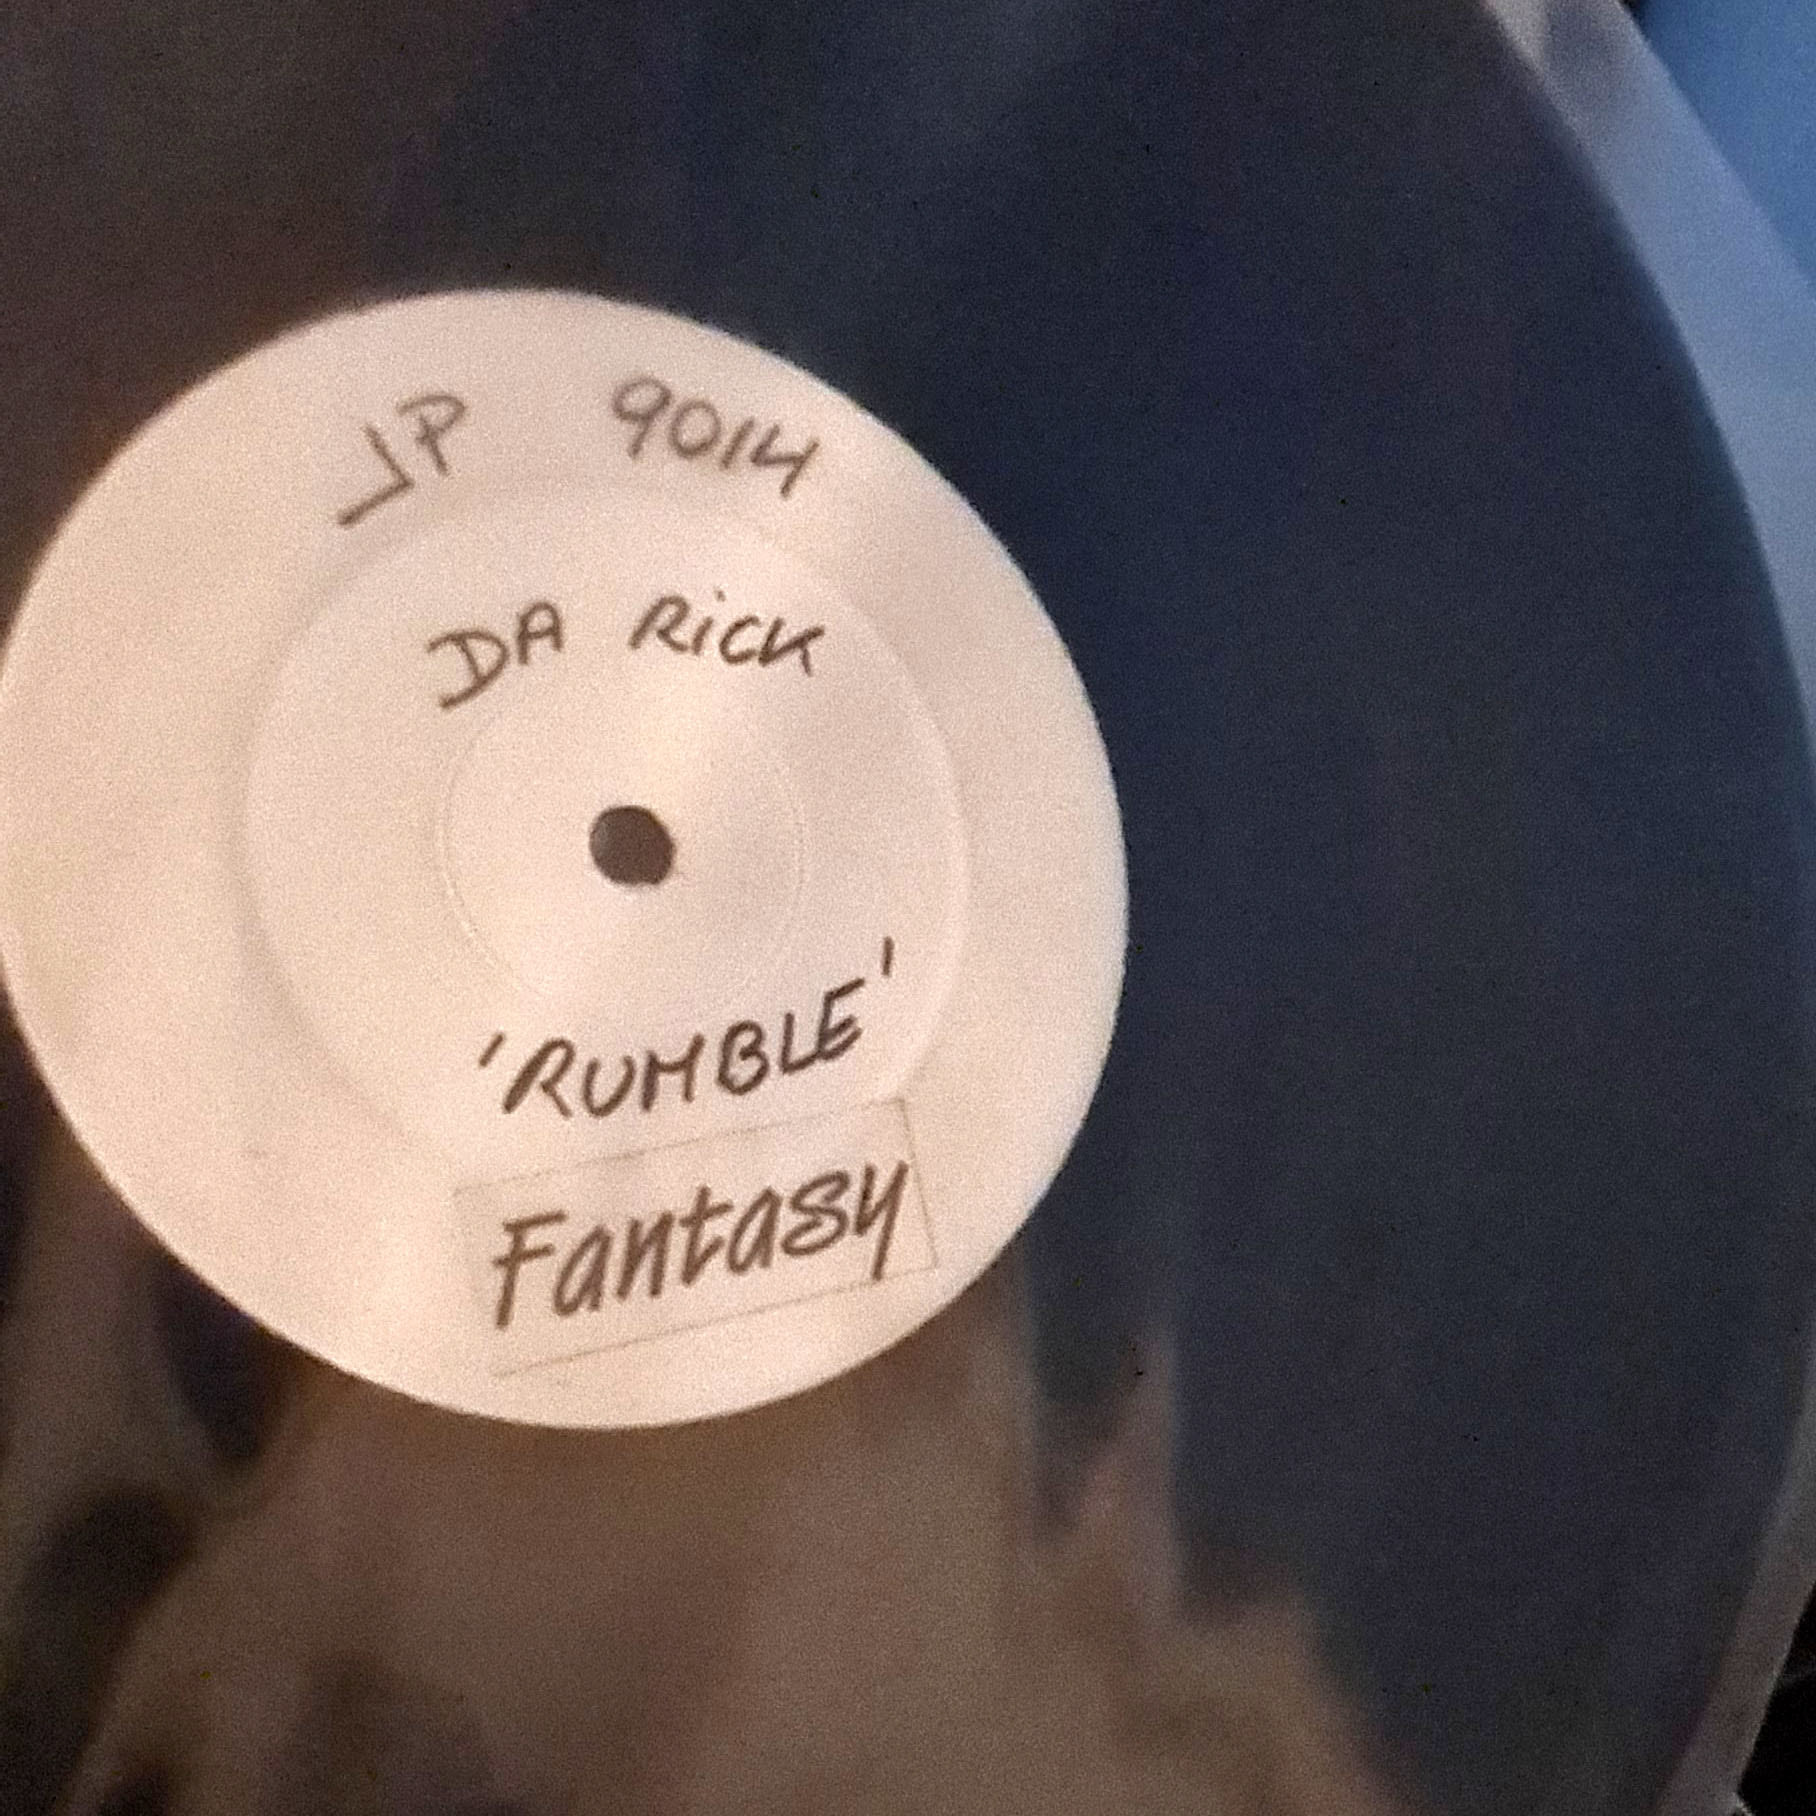 JP 9014
DA RiCK
'RUMBLE'
Fantasy